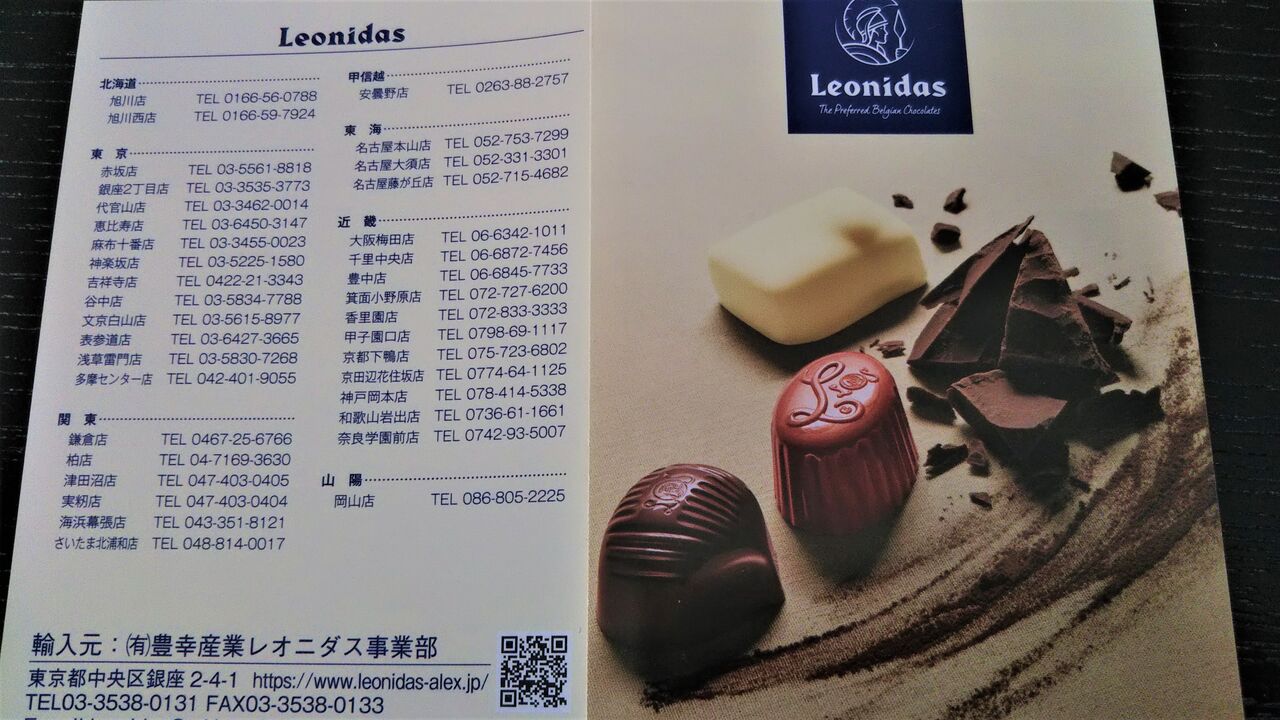 Leonidas
北海道
旭川店 TEL 0166-56-0788
旭川西店 TEL 0166-59-7924
東 京
赤坂店 TEL 03-5561-8818
銀座2丁目店 TEL 03-3535-3773
代官山店 TEL 03-3462-0014
恵比寿店 TEL 03-6450-3147
麻布十番店 TEL 03-3455-0023
神楽坂店 TEL 03-5225-1580
吉祥寺店 TEL 0422-21-3343
谷中店 TEL 03-5834-7788
文京白山店 TEL 03-5615-8977
表参道店 TEL 03-6427-3665
浅草雷門店 TEL 03-5830-7268
多摩センター店 TEL 042-401-9055
関 東
鎌倉店 TEL 0467-25-6766
柏店 TEL 04-7169-3630
津田沼店 TEL 047-403-0405
実籾店 TEL 047-403-0404
海浜幕張店 TEL 043-351-8121
さいたま北浦和店 TEL 048-814-0017
甲信越
安曇野店 TEL 0263-88-2757
東 海
名古屋本山店 TEL 052-753-7299
名古屋大須店 TEL 052-331-3301
名古屋藤が丘店 TEL 052-715-4682
近 畿
大阪梅田店 TEL 06-6342-1011
千里中央店 TEL 06-6872-7456
豊中店 TEL 06-6845-7733
箕面小野原店 TEL 072-727-6200
香里園店 TEL 072-833-3333
甲子園口店 TEL 0798-69-1117
京都下鴨店 TEL 075-723-6802
京田辺花住坂店 TEL 0774-64-1125
神戸岡本店 TEL 078-414-5338
和歌山岩出店 TEL 0736-61-1661
奈良学園前店 TEL 0742-93-5007
山 陽
岡山店 TEL 086-805-2225
輸入元：㈲豊幸産業レオニダス事業部
東京都中央区銀座 2-4-1 https://www.leonidas-alex.jp/
TEL03-3538-0131 FAX03-3538-0133
Leonidas
The Preferred Belgian Chocolates